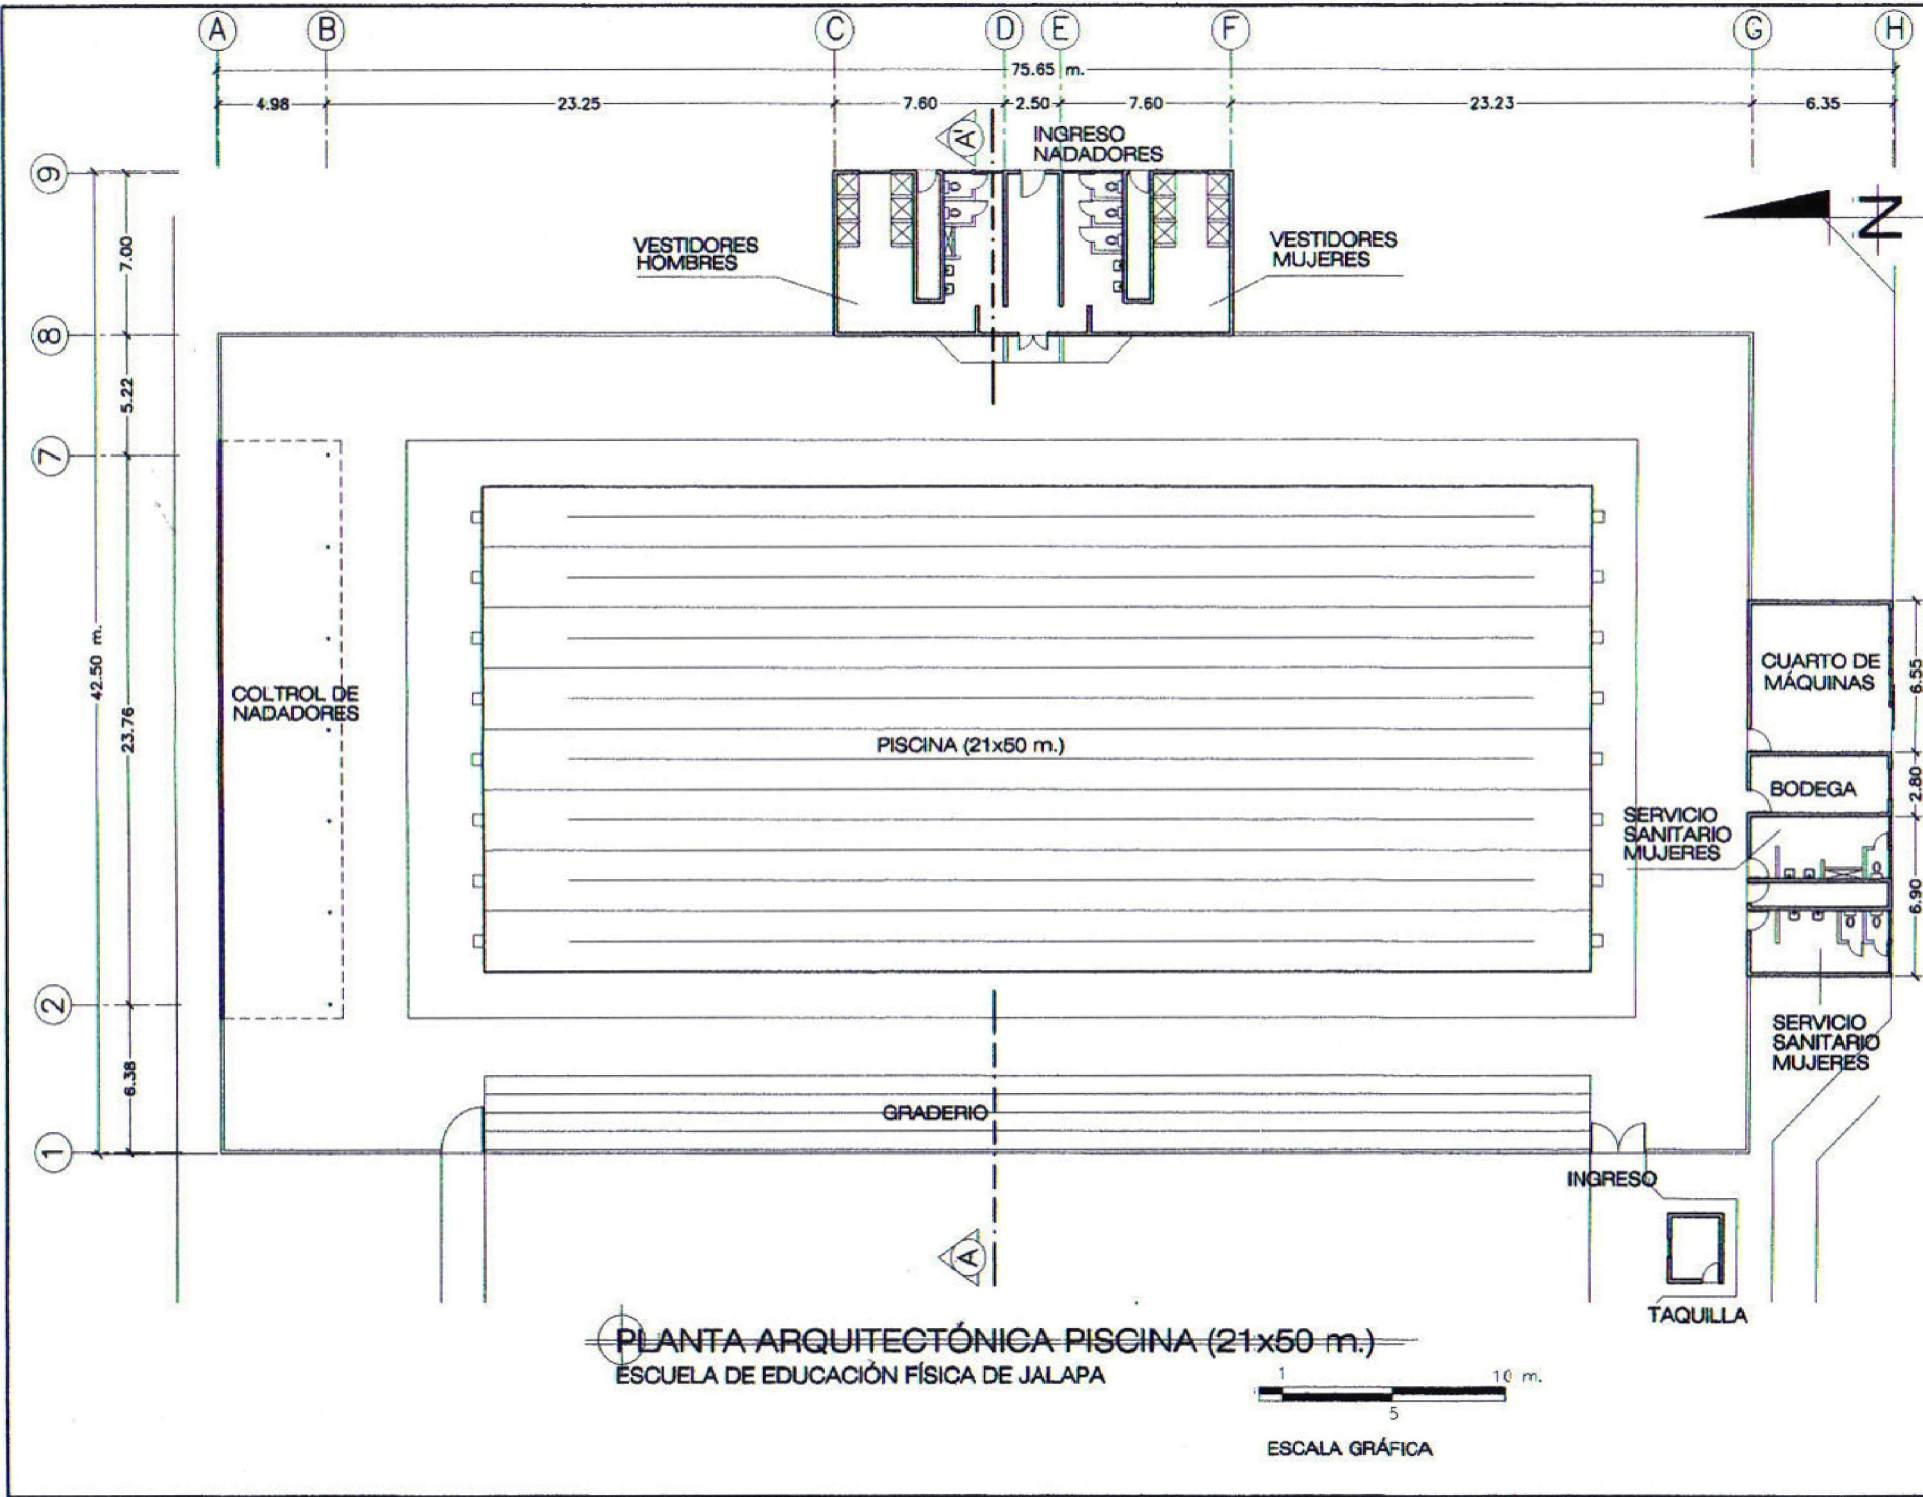 A B C D E F G H
75.65 m.
4.98 23.25 7.60 2.50 7.60 23.23 6.35
A'
INGRESO
NADADORES
9
N
7.00
VESTIDORES
HOMBRES
VESTIDORES
MUJERES
8
5.22
7
42.50 m.
23.76
COLTROL DE
NADADORES
CUARTO DE
MÁQUINAS
6.55
PISCINA (21x50 m.)
BODEGA
2.80
SERVICIO
SANITARIO
MUJERES
6.90
2
SERVICIO
SANITARIO
MUJERES
6.38
GRADERIO
1
INGRESO
A
TAQUILLA
PLANTA ARQUITECTÓNICA PISCINA (21x50 m.)
ESCUELA DE EDUCACIÓN FÍSICA DE JALAPA
1 10 m.
5
ESCALA GRÁFICA